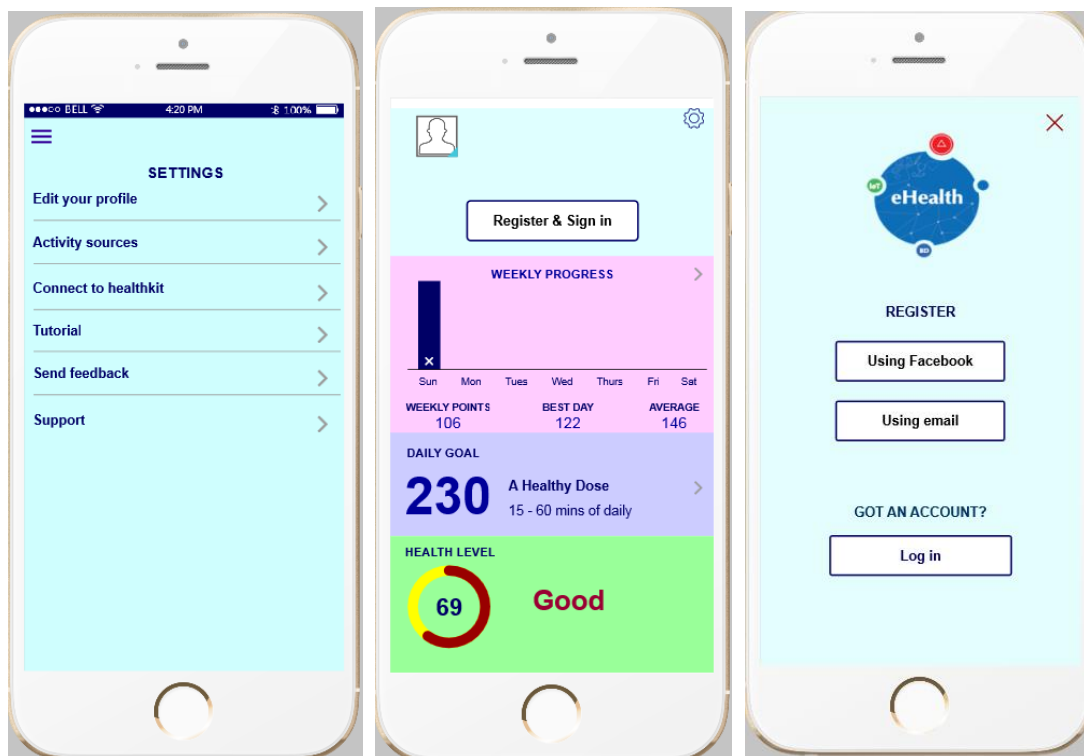 BELL 4:20 PM 100%
SETTINGS
Edit your profile
Activity sources
Connect to healthkit
Tutorial
Send feedback
Support
Register & Sign in
WEEKLY PROGRESS
Sun Mon Tues Wed Thurs Fri Sat
WEEKLY POINTS BEST DAY AVERAGE
106 122 146
DAILY GOAL
230
A Healthy Dose
15 - 60 mins of daily
HEALTH LEVEL
69
Good
IoT
eHealth
BD
REGISTER
Using Facebook
Using email
GOT AN ACCOUNT?
Log in